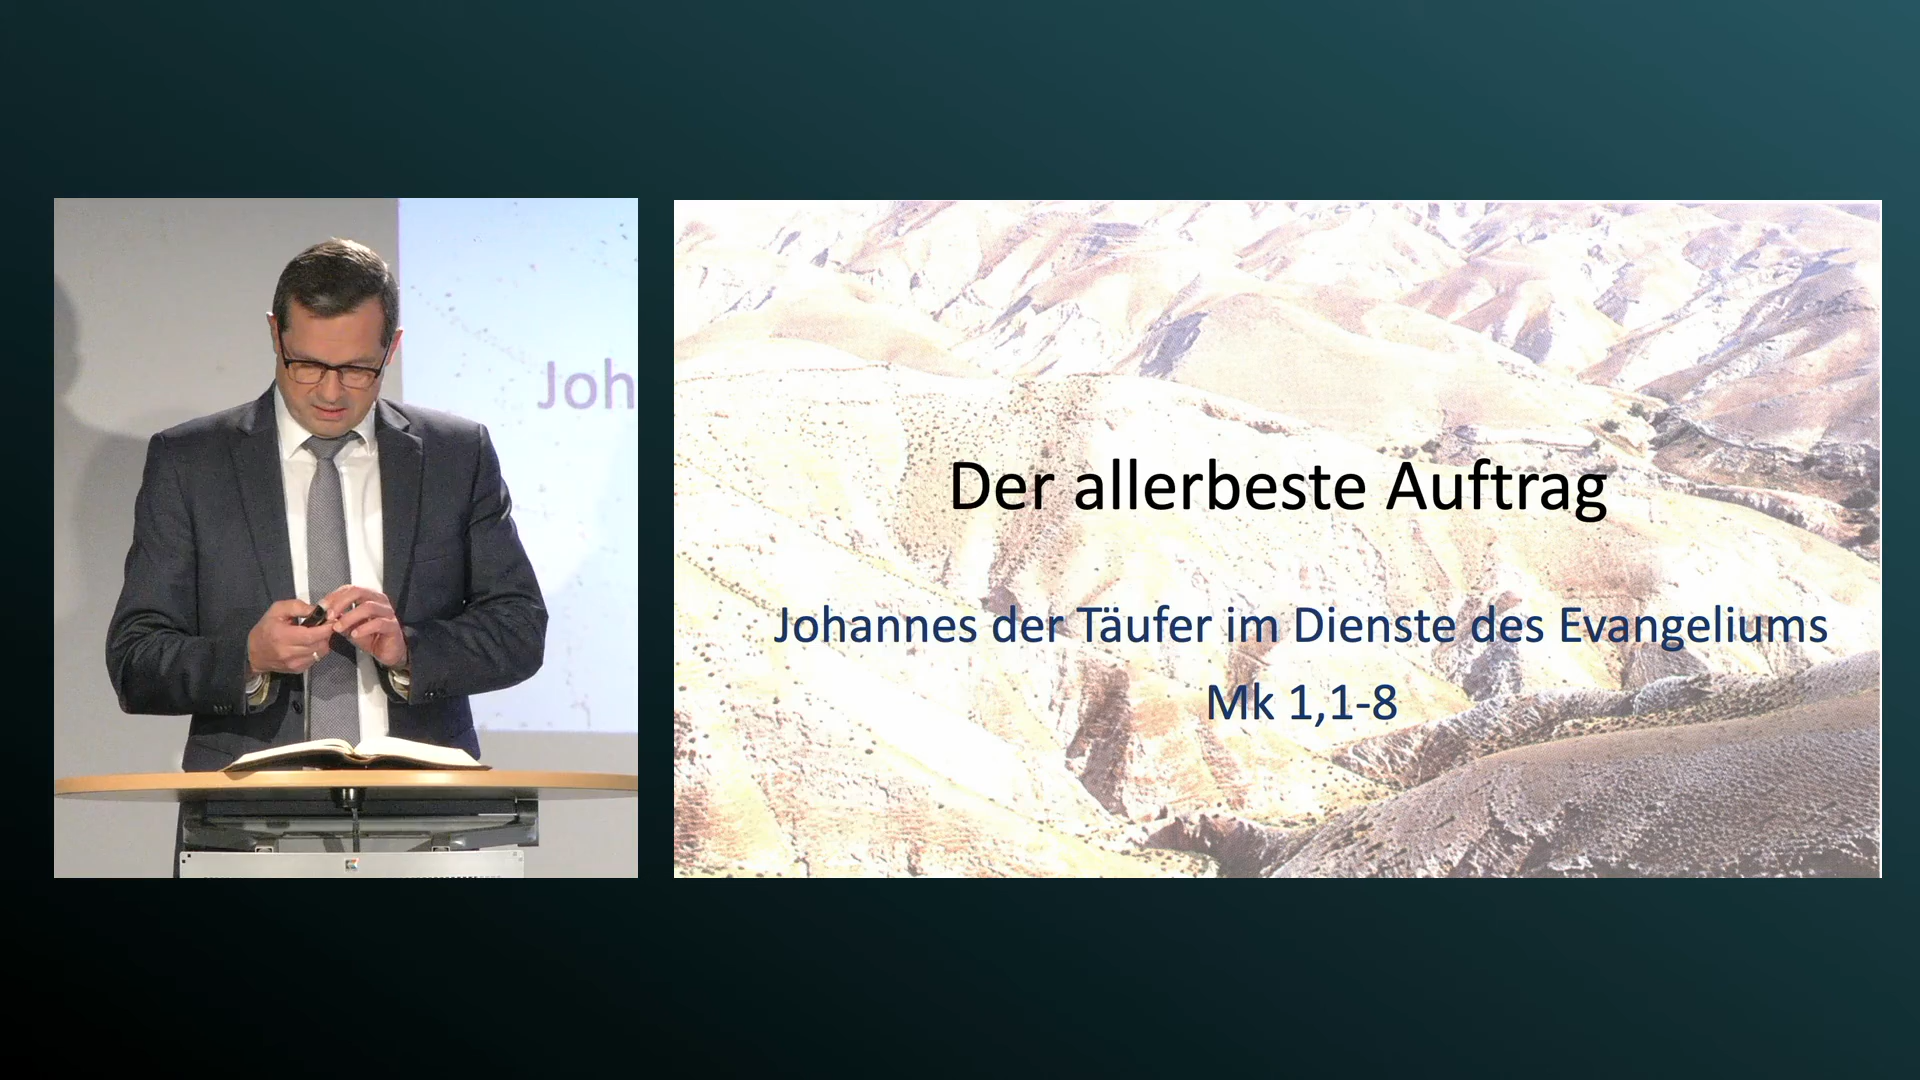 Joh
Der allerbeste Auftrag
Johannes der Täufer im Dienste des Evangeliums
Mk 1,1-8